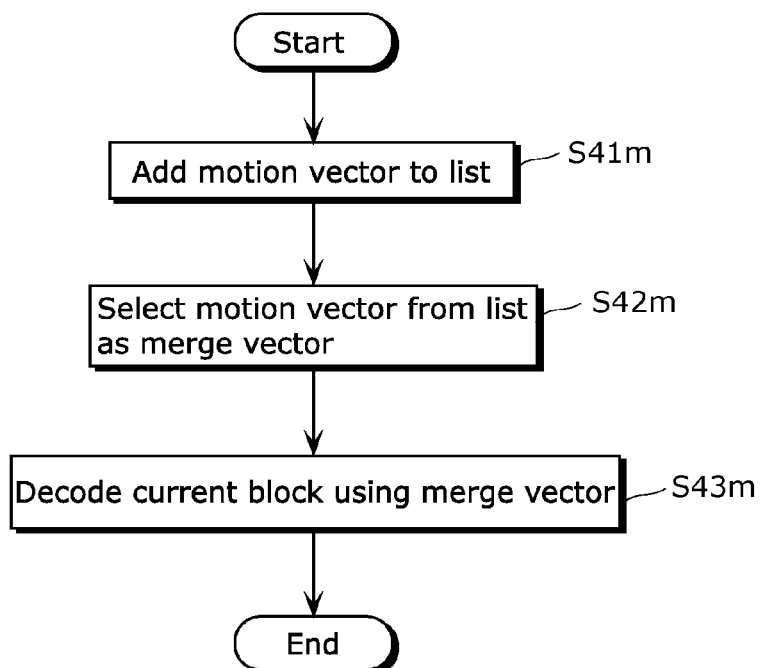 Start
Add motion vector to list
S41m
Select motion vector from list
as merge vector
S42m
Decode current block using merge vector
S43m
End